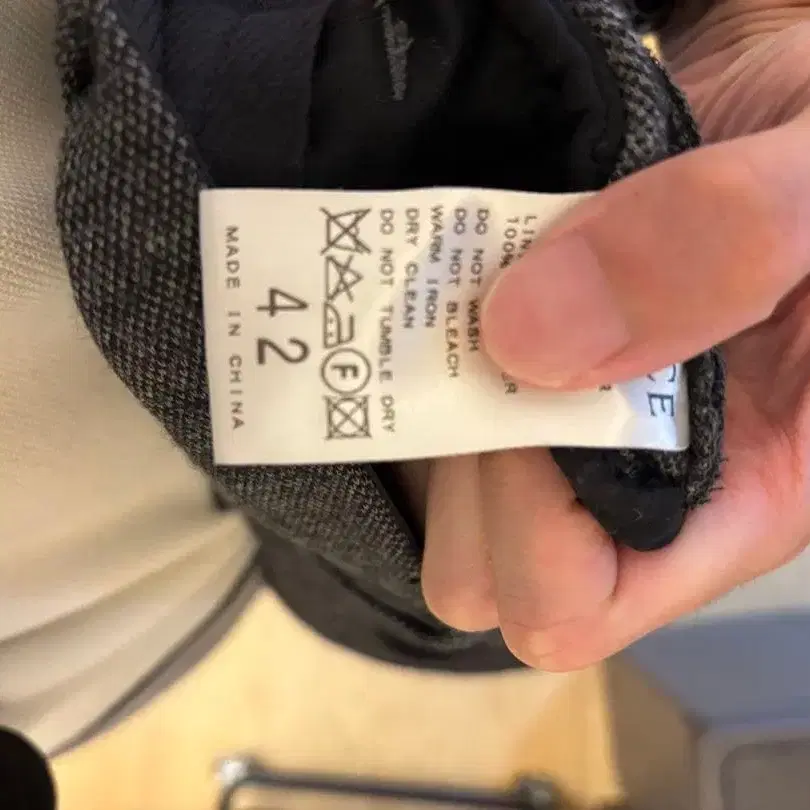 CE
100%
DO NOT WASH
DO NOT BLEACH
WARM IRON
DRY CLEAN
DO NOT TUMBLE DRY
F
42
MADE IN CHINA